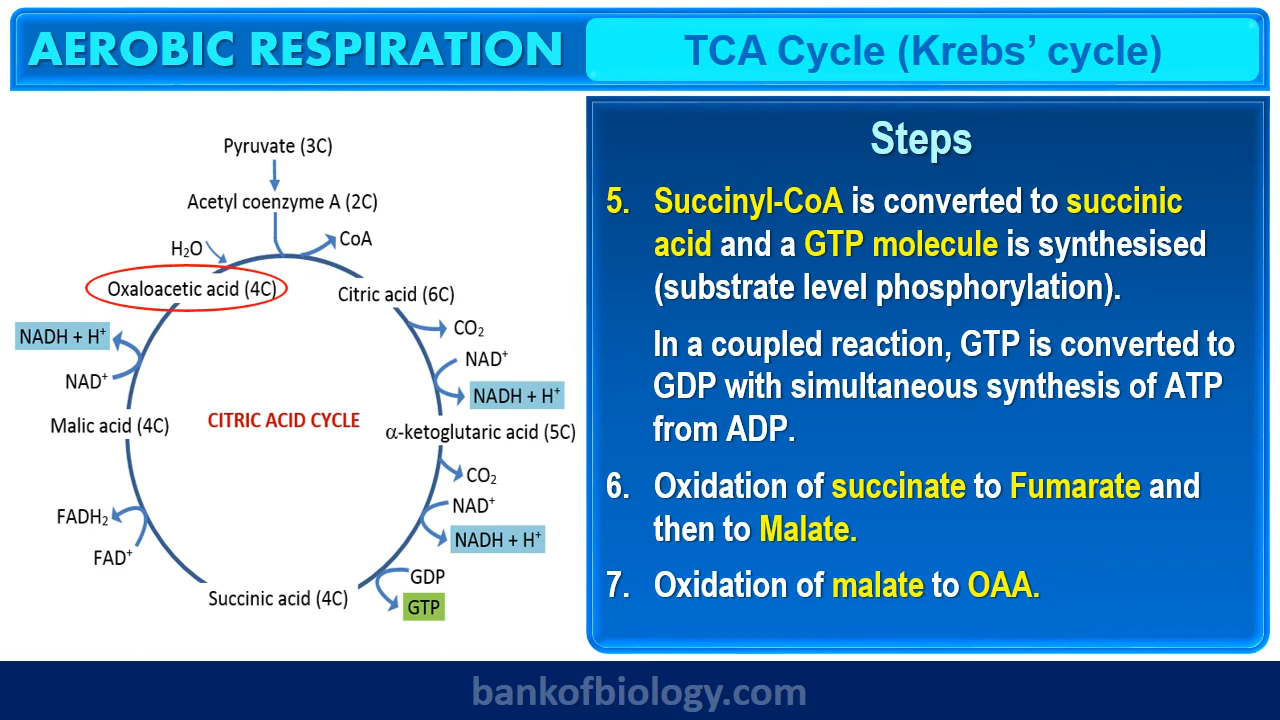 AEROBIC RESPIRATION
TCA Cycle (Krebs’ cycle)
Pyruvate (3C)
Acetyl coenzyme A (2C)
CoA
H₂O
Oxaloacetic acid (4C)
Citric acid (6C)
CO₂
NAD⁺
NADH + H⁺
α-ketoglutaric acid (5C)
CO₂
NAD⁺
NADH + H⁺
GDP
GTP
Succinic acid (4C)
FAD⁺
FADH₂
Malic acid (4C)
NAD⁺
NADH + H⁺
CITRIC ACID CYCLE
Steps
5. Succinyl-CoA is converted to succinic
acid and a GTP molecule is synthesised
(substrate level phosphorylation).
In a coupled reaction, GTP is converted to
GDP with simultaneous synthesis of ATP
from ADP.
6. Oxidation of succinate to Fumarate and
then to Malate.
7. Oxidation of malate to OAA.
bankofbiology.com